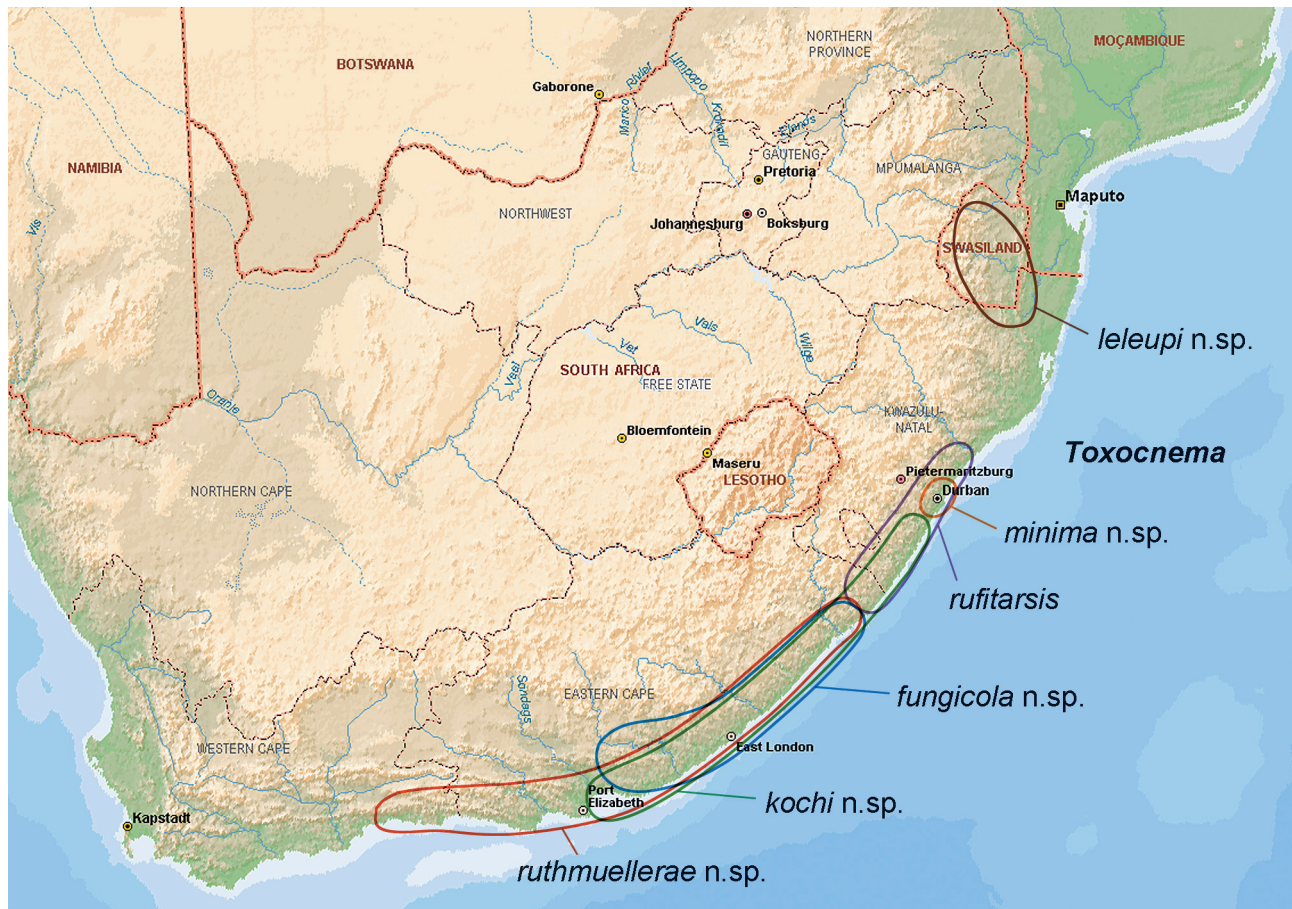 NORTHERN
PROVINCE
MOÇAMBIQUE
BOTSWANA
Gaborone
Marico
Rivier
Limpopo
Krokodil
Elands
NAMIBIA
GAUTENG
Pretoria
MPUMALANGA
Maputo
NORTHWEST
Johannesburg
Boksburg
Vis
SWASILAND
leleupi n.sp.
Vals
Vet
Wilge
Vaal
SOUTH AFRICA
FREE STATE
Oranje
KWAZULU-
NATAL
Bloemfontein
Maseru
LESOTHO
Toxocnema
Pietermaritzburg
Durban
NORTHERN CAPE
minima n.sp.
rufitarsis
Sondags
EASTERN CAPE
fungicola n.sp.
WESTERN CAPE
East London
Port
Elizabeth
kochi n.sp.
Kapstadt
ruthmuellerae n.sp.